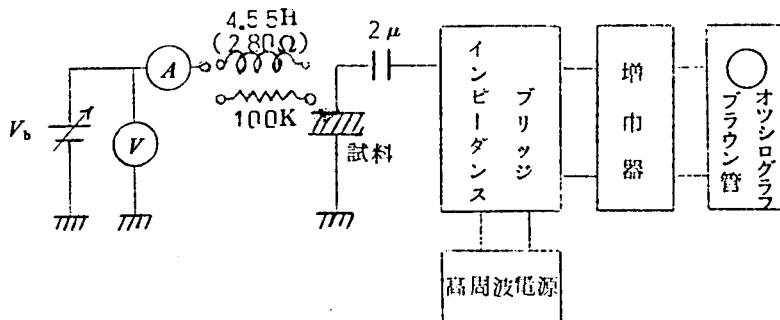 4.55H
(280Ω)
A
100K
V_b
V
試料
2μ
インピーダンス
ブリッジ
増巾器
ブラウン管
オツシログラフ
高周波電源